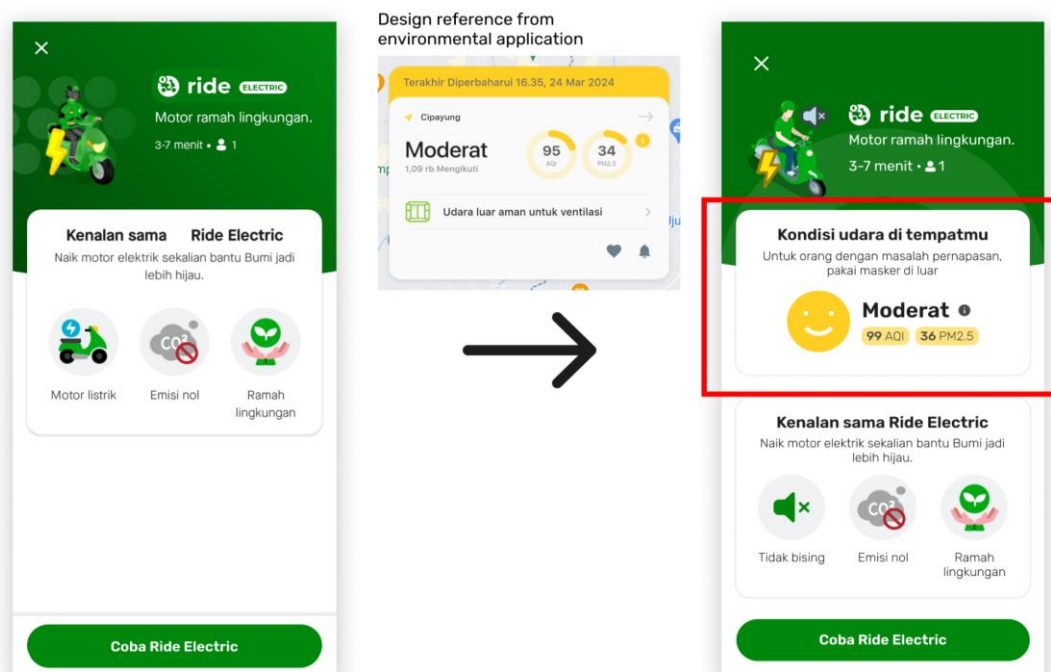 ride ELECTRIC
Motor ramah lingkungan.
3-7 menit • 1
Kenalan sama Ride Electric
Naik motor elektrik sekalian bantu Bumi jadi
lebih hijau.
CO²
Motor listrik
Emisi nol
Ramah
lingkungan
Coba Ride Electric
Design reference from
environmental application
Terakhir Diperbaharui 16.35, 24 Mar 2024
Cipayung
Moderat
1,09 rb Mengikuti
95
AQI
34
PM2.5
Udara luar aman untuk ventilasi
ride ELECTRIC
Motor ramah lingkungan.
3-7 menit • 1
Kondisi udara di tempatmu
Untuk orang dengan masalah pernapasan,
pakai masker di luar
Moderat
99 AQI 36 PM2.5
Kenalan sama Ride Electric
Naik motor elektrik sekalian bantu Bumi jadi
lebih hijau.
CO²
Tidak bising
Emisi nol
Ramah
lingkungan
Coba Ride Electric